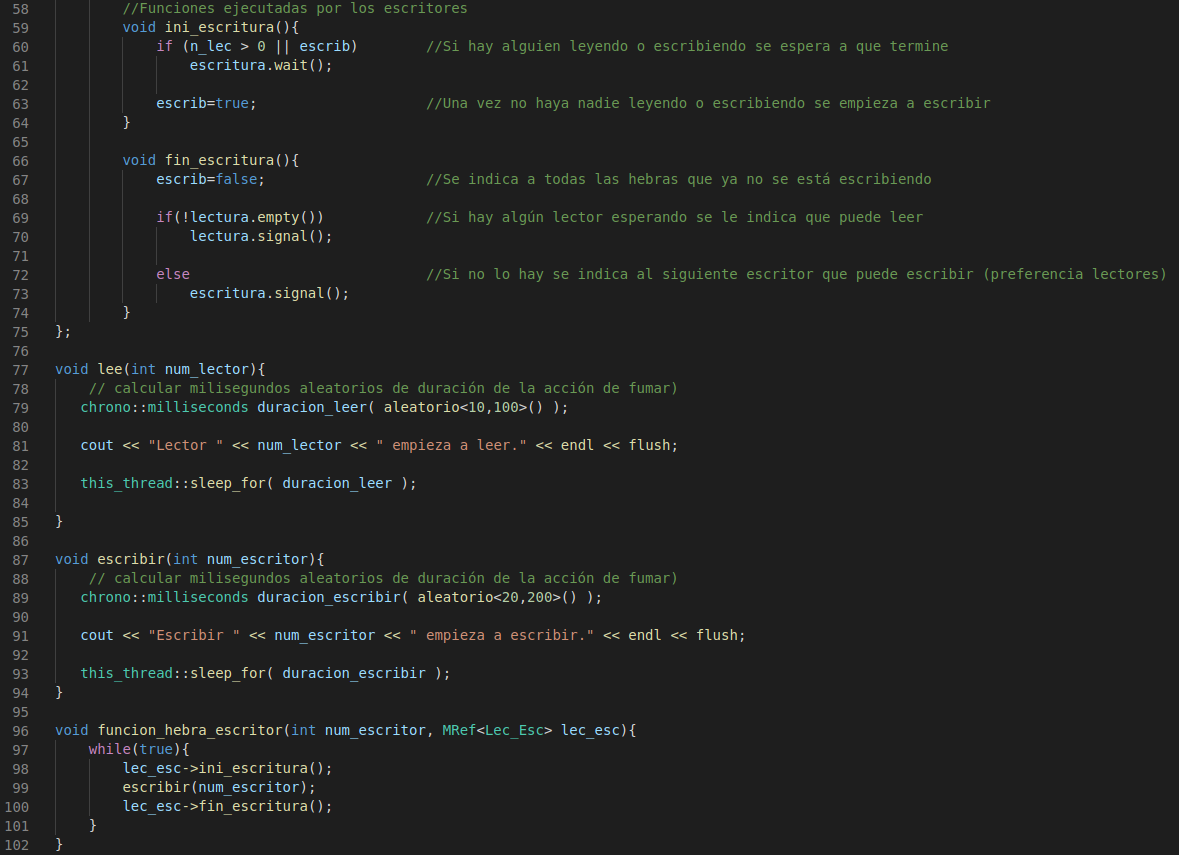 58 //Funciones ejecutadas por los escritores
59 void ini_escritura(){
60 if (n_lec > 0 || escrib) //Si hay alguien leyendo o escribiendo se espera a que termine
61 escritura.wait();
62
63 escrib=true; //Una vez no haya nadie leyendo o escribiendo se empieza a escribir
64 }
65
66 void fin_escritura(){
67 escrib=false; //Se indica a todas las hebras que ya no se está escribiendo
68
69 if(!lectura.empty()) //Si hay algún lector esperando se le indica que puede leer
70 lectura.signal();
71
72 else //Si no lo hay se indica al siguiente escritor que puede escribir (preferencia lectores)
73 escritura.signal();
74 }
75 };
76
77 void lee(int num_lector){
78 // calcular milisegundos aleatorios de duración de la acción de fumar)
79 chrono::milliseconds duracion_leer( aleatorio<10,100>() );
80
81 cout << "Lector " << num_lector << " empieza a leer." << endl << flush;
82
83 this_thread::sleep_for( duracion_leer );
84
85 }
86
87 void escribir(int num_escritor){
88 // calcular milisegundos aleatorios de duración de la acción de fumar)
89 chrono::milliseconds duracion_escribir( aleatorio<20,200>() );
90
91 cout << "Escribir " << num_escritor << " empieza a escribir." << endl << flush;
92
93 this_thread::sleep_for( duracion_escribir );
94 }
95
96 void funcion_hebra_escritor(int num_escritor, MRef<Lec_Esc> lec_esc){
97 while(true){
98 lec_esc->ini_escritura();
99 escribir(num_escritor);
100 lec_esc->fin_escritura();
101 }
102 }